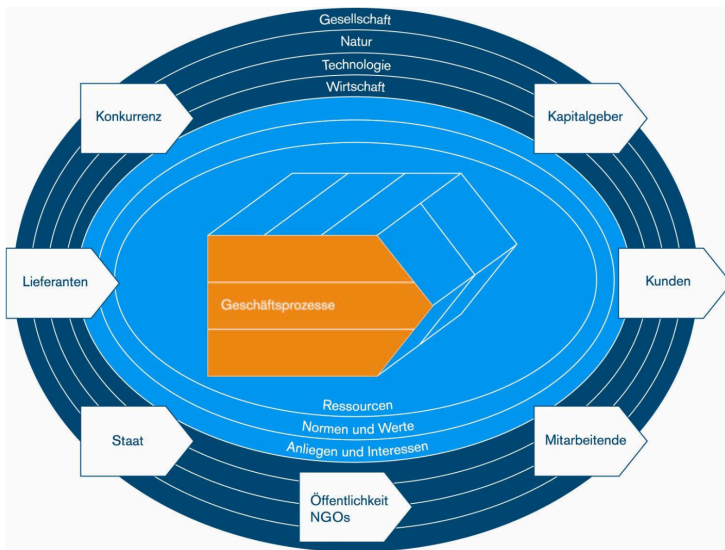 Gesellschaft
Natur
Technologie
Wirtschaft
Konkurrenz
Kapitalgeber
Lieferanten
Geschäftsprozesse
Kunden
Ressourcen
Normen und Werte
Anliegen und Interessen
Staat
Mitarbeitende
Öffentlichkeit
NGOs